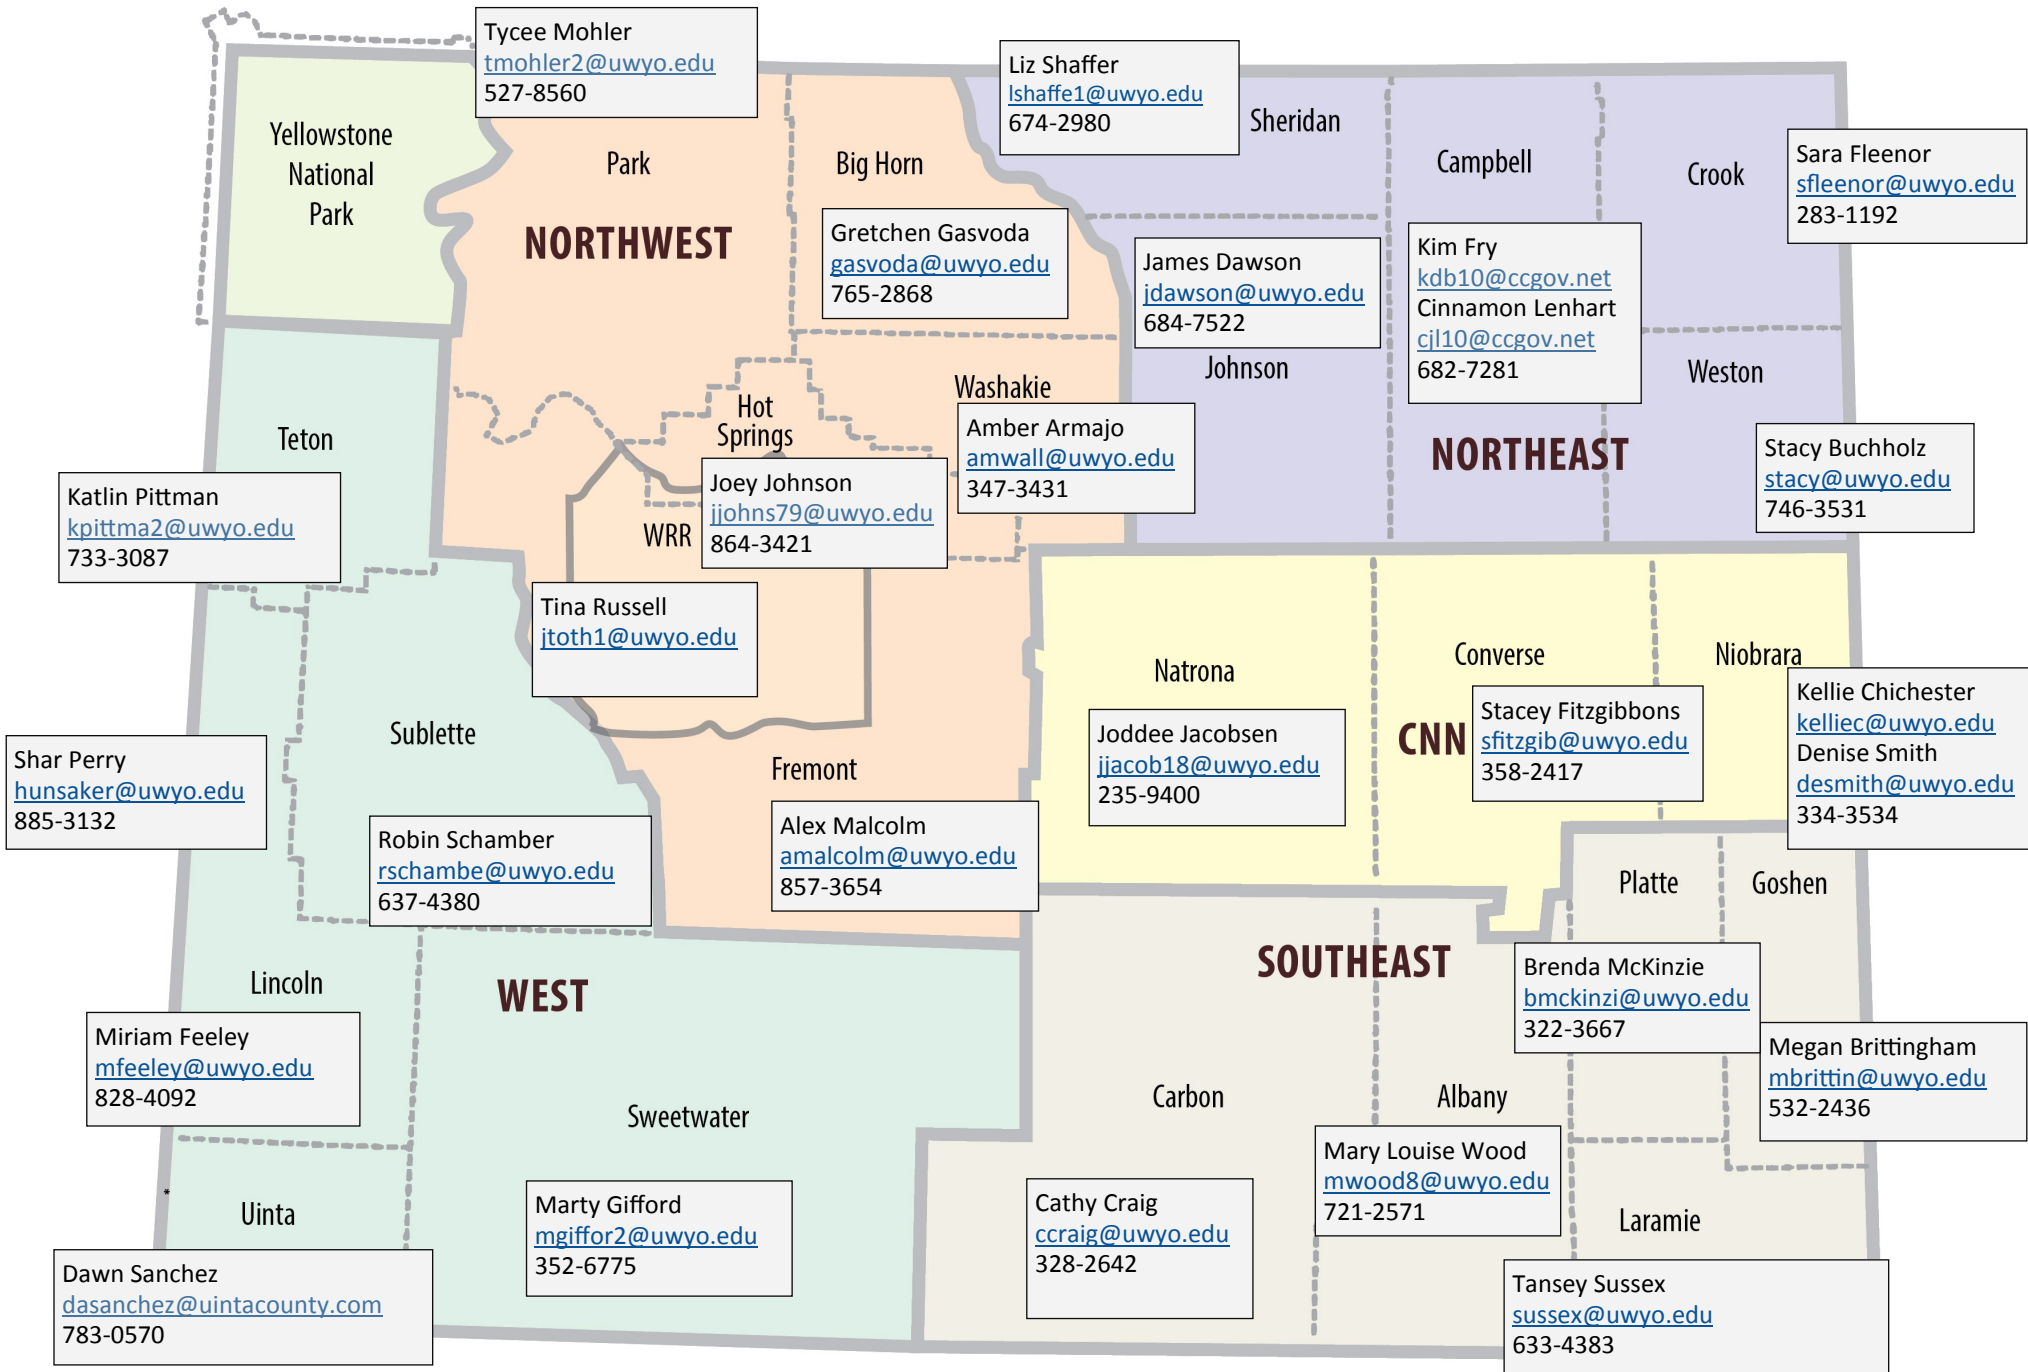 Tycee Mohler
tmohler2@uwyo.edu
527-8560
Liz Shaffer
lshaffe1@uwyo.edu
674-2980
Yellowstone
National
Park
Park
Big Horn
Sheridan
Campbell
Crook
Sara Fleenor
sfleenor@uwyo.edu
283-1192
NORTHWEST
Gretchen Gasvoda
gasvoda@uwyo.edu
765-2868
James Dawson
jdawson@uwyo.edu
684-7522
Kim Fry
kdb10@ccgov.net
Cinnamon Lenhart
cjl10@ccgov.net
682-7281
Johnson
Weston
Washakie
Hot
Springs
Teton
Amber Armajo
amwall@uwyo.edu
347-3431
NORTHEAST
Stacy Buchholz
stacy@uwyo.edu
746-3531
Katlin Pittman
kpittma2@uwyo.edu
733-3087
Joey Johnson
jjohns79@uwyo.edu
864-3421
WRR
Tina Russell
jtoth1@uwyo.edu
Natrona
Converse
Niobrara
Kellie Chichester
kelliec@uwyo.edu
Denise Smith
desmith@uwyo.edu
334-3534
Sublette
Joddee Jacobsen
jjacob18@uwyo.edu
235-9400
CNN
Stacey Fitzgibbons
sfitzgib@uwyo.edu
358-2417
Shar Perry
hunsaker@uwyo.edu
885-3132
Fremont
Robin Schamber
rschambe@uwyo.edu
637-4380
Alex Malcolm
amalcolm@uwyo.edu
857-3654
Platte
Goshen
Lincoln
WEST
SOUTHEAST
Brenda McKinzie
bmckinzi@uwyo.edu
322-3667
Miriam Feeley
mfeeley@uwyo.edu
828-4092
Megan Brittingham
mbrittin@uwyo.edu
532-2436
Sweetwater
Carbon
Albany
Mary Louise Wood
mwood8@uwyo.edu
721-2571
*
Uinta
Marty Gifford
mgiffor2@uwyo.edu
352-6775
Cathy Craig
ccraig@uwyo.edu
328-2642
Laramie
Dawn Sanchez
dasanchez@uintacounty.com
783-0570
Tansey Sussex
sussex@uwyo.edu
633-4383